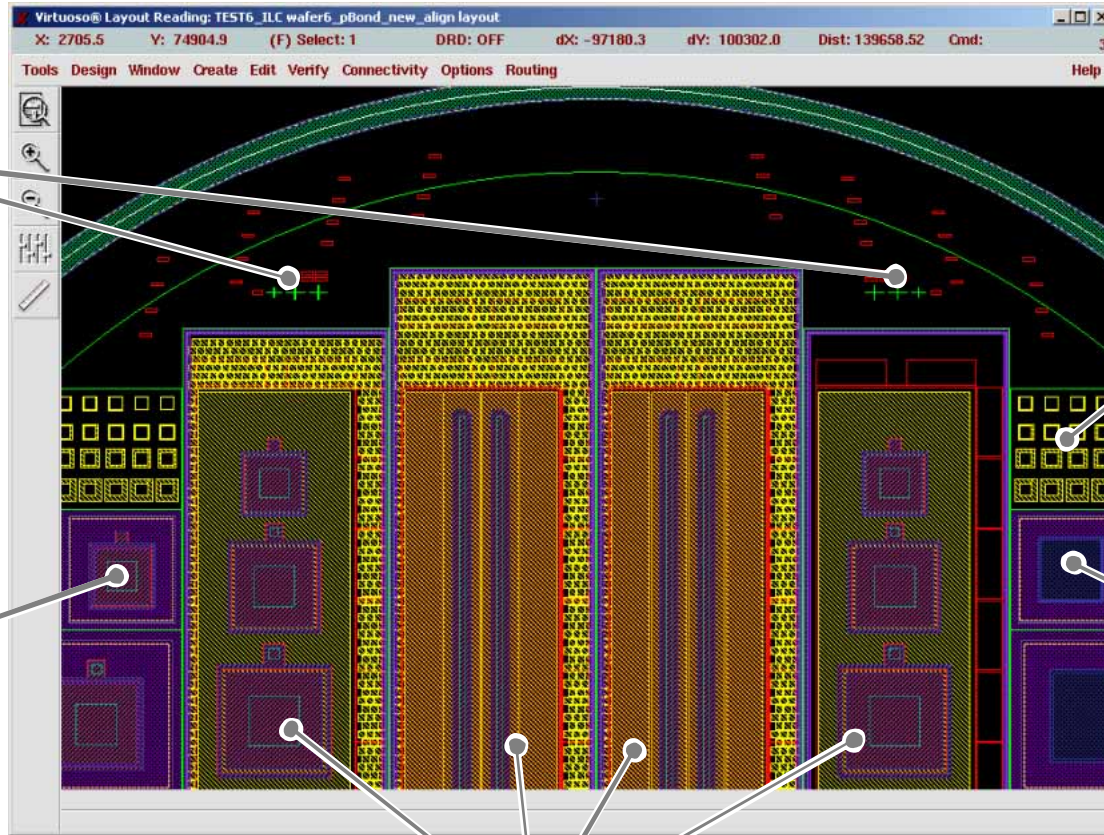 Virtuoso® Layout Reading: TEST6_ILC wafer6_pBond_new_align layout
X: 2705.5 Y: 74904.9 (F) Select: 1 DRD: OFF dX: -97180.3 dY: 100302.0 Dist: 139658.52 Cmd: 3
Tools Design Window Create Edit Verify Connectivity Options Routing Help